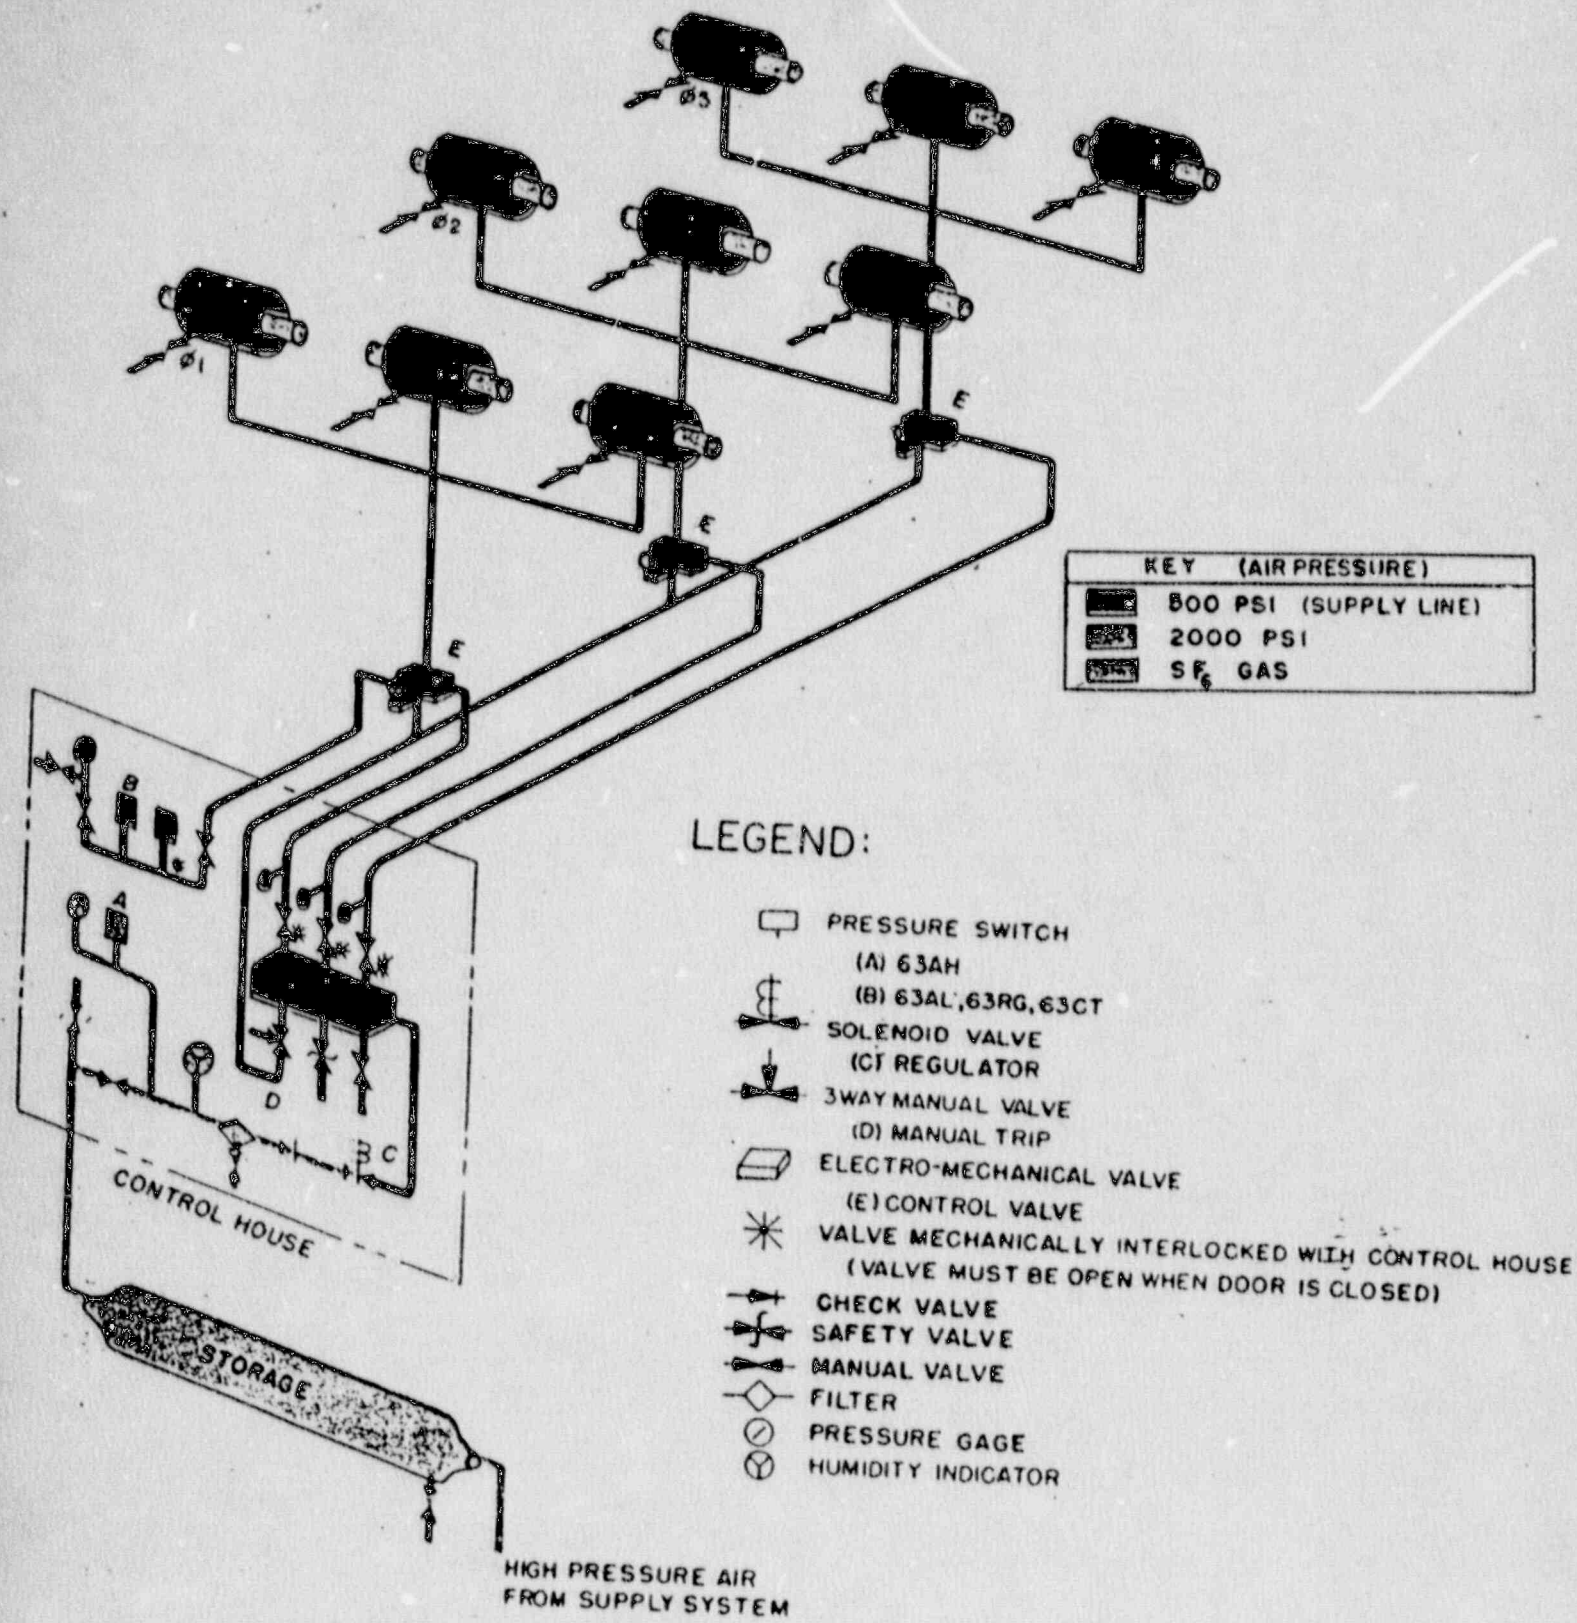 Ø3
Ø2
Ø1
E
E
E
KEY (AIR PRESSURE)
500 PSI (SUPPLY LINE)
2000 PSI
SF6 GAS
B
A
D
C
CONTROL HOUSE
STORAGE
HIGH PRESSURE AIR
FROM SUPPLY SYSTEM
LEGEND:
PRESSURE SWITCH
(A) 63AH
(B) 63AL, 63RG, 63CT
SOLENOID VALVE
(C) REGULATOR
3WAY MANUAL VALVE
(D) MANUAL TRIP
ELECTRO-MECHANICAL VALVE
(E) CONTROL VALVE
VALVE MECHANICALLY INTERLOCKED WITH CONTROL HOUSE
(VALVE MUST BE OPEN WHEN DOOR IS CLOSED)
CHECK VALVE
SAFETY VALVE
MANUAL VALVE
FILTER
PRESSURE GAGE
HUMIDITY INDICATOR